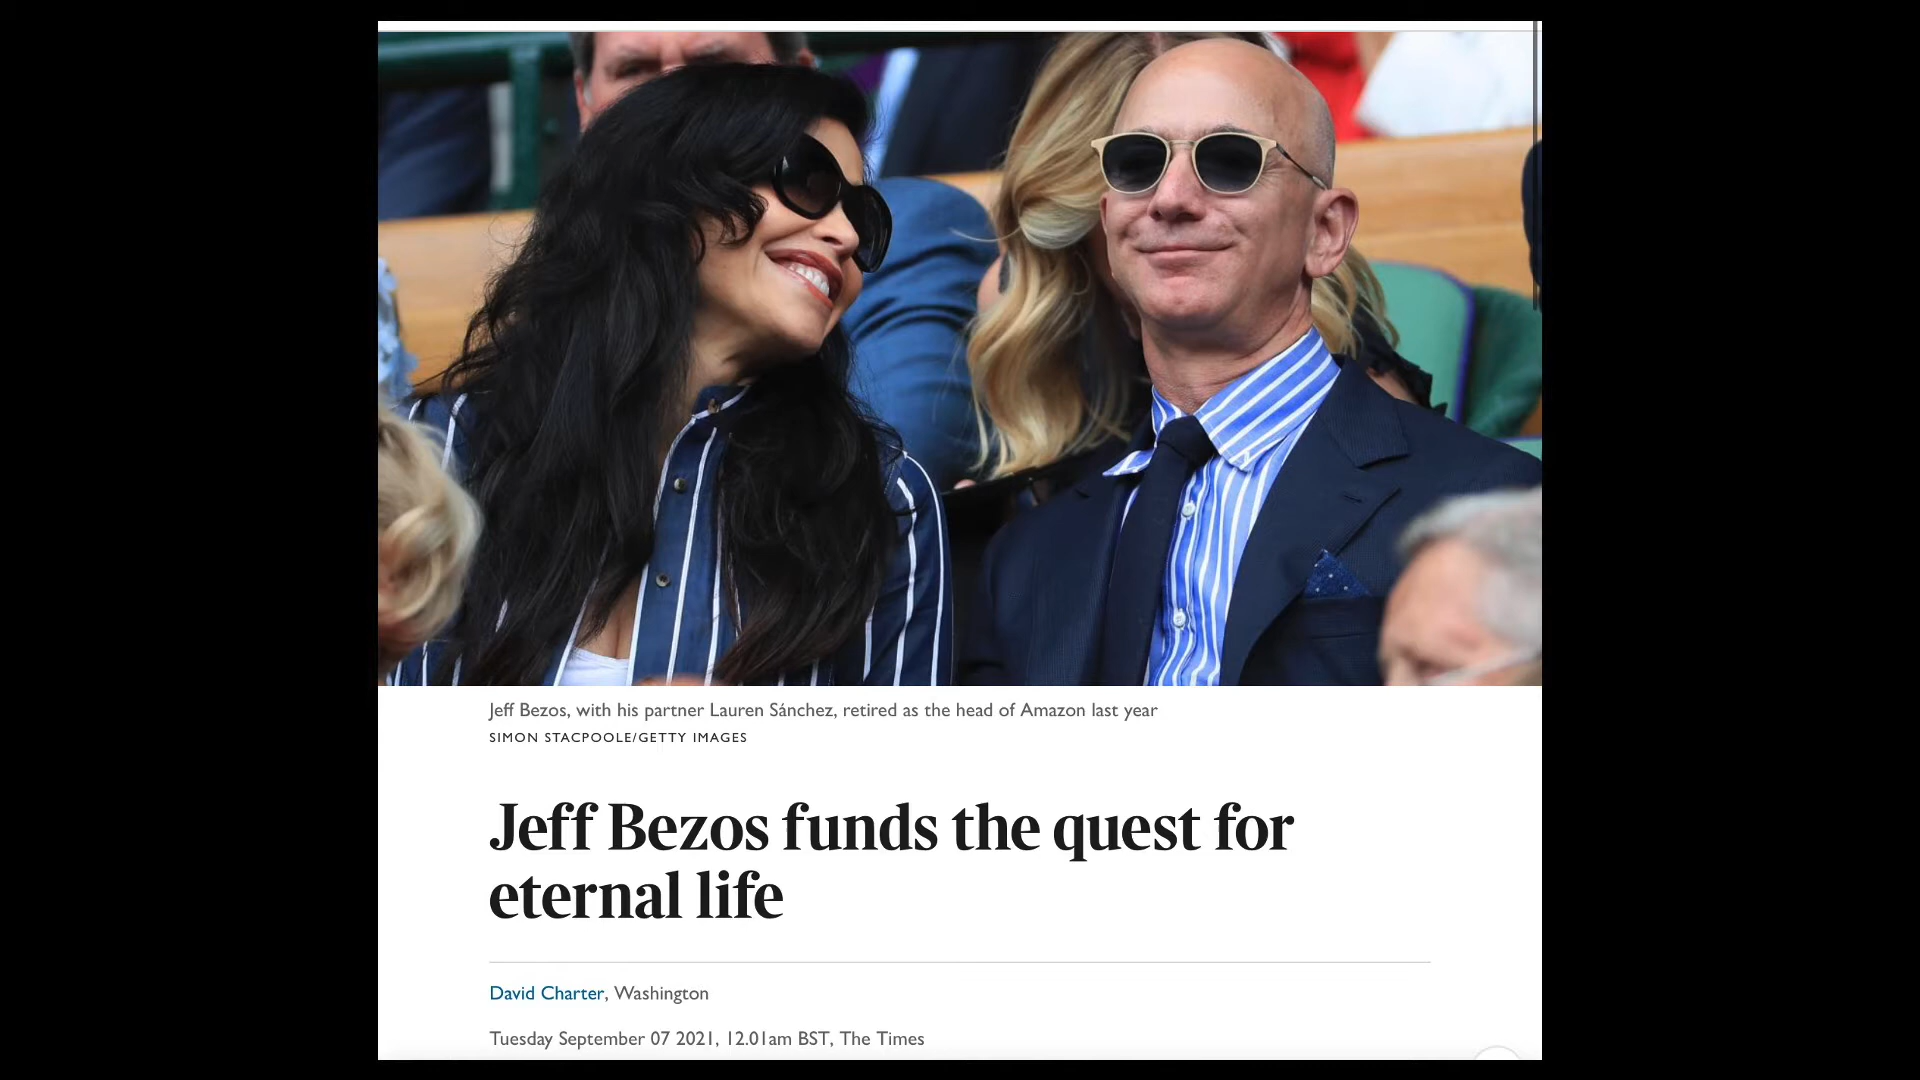 Jeff Bezos, with his partner Lauren Sánchez, retired as the head of Amazon last year
SIMON STACPOOLE/GETTY IMAGES
Jeff Bezos funds the quest for
eternal life
David Charter, Washington
Tuesday September 07 2021, 12.01am BST, The Times